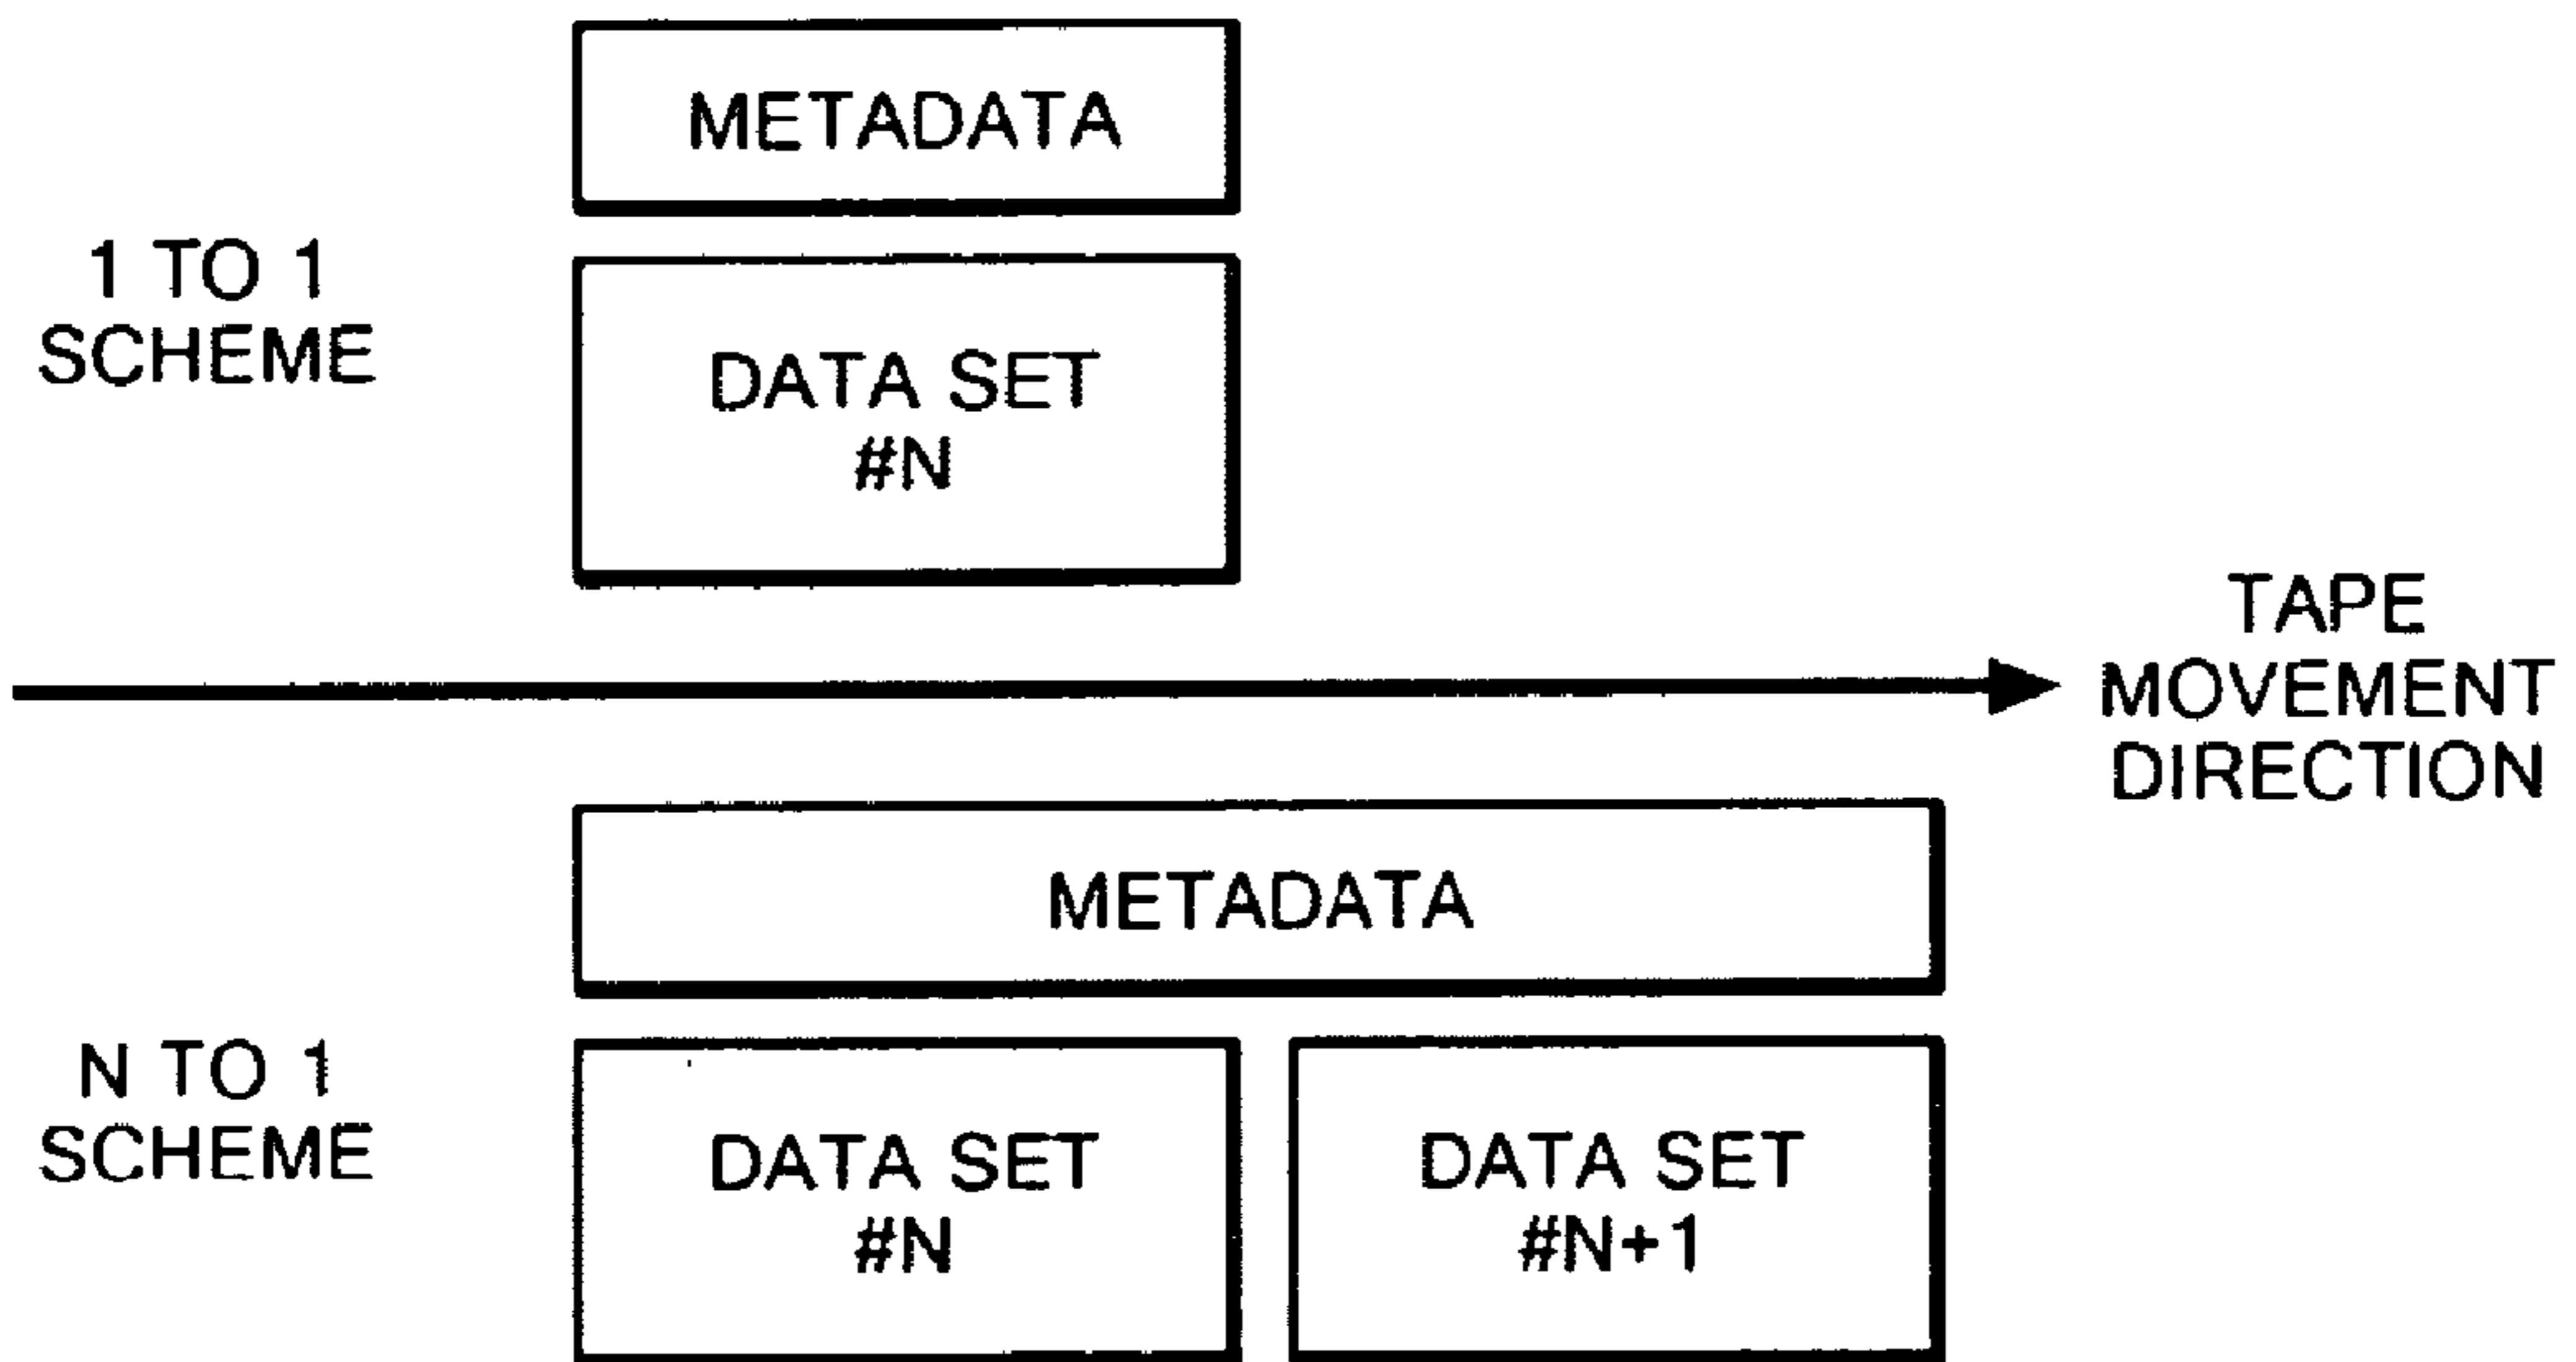 METADATA
1 TO 1
SCHEME
DATA SET
#N
TAPE
MOVEMENT
DIRECTION
METADATA
N TO 1
SCHEME
DATA SET
#N
DATA SET
#N+1